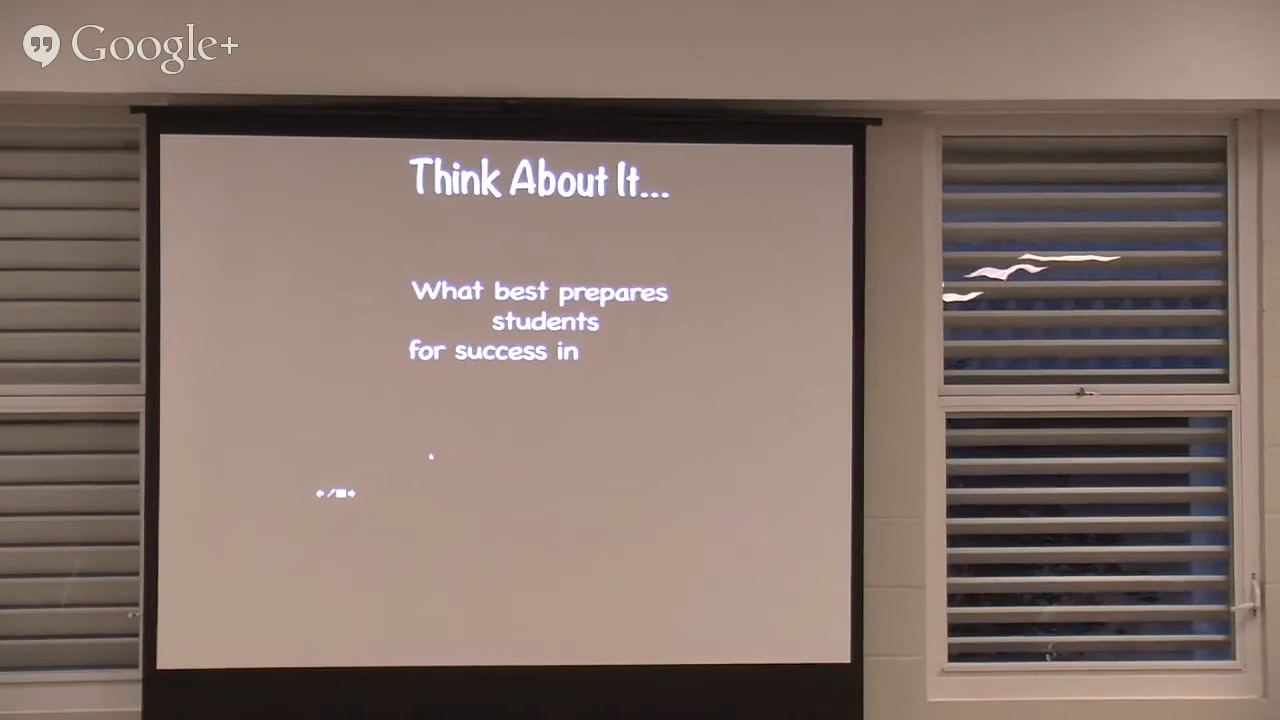 Google+
Think About It...
What best prepares
students
for success in